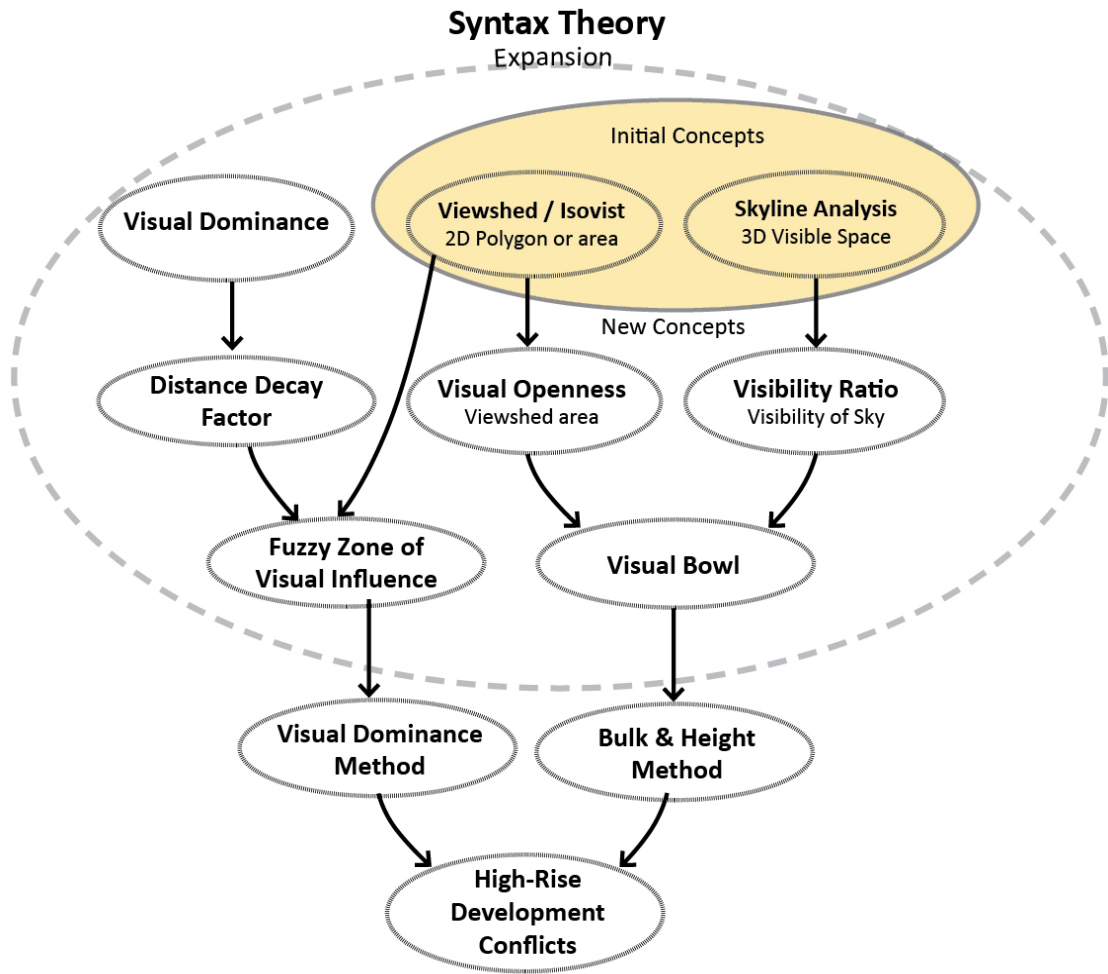 Syntax Theory
Expansion
Initial Concepts
Visual Dominance
Viewshed / Isovist
2D Polygon or area
Skyline Analysis
3D Visible Space
New Concepts
Distance Decay
Factor
Visual Openness
Viewshed area
Visibility Ratio
Visibility of Sky
Fuzzy Zone of
Visual Influence
Visual Bowl
Visual Dominance
Method
Bulk & Height
Method
High-Rise
Development
Conflicts